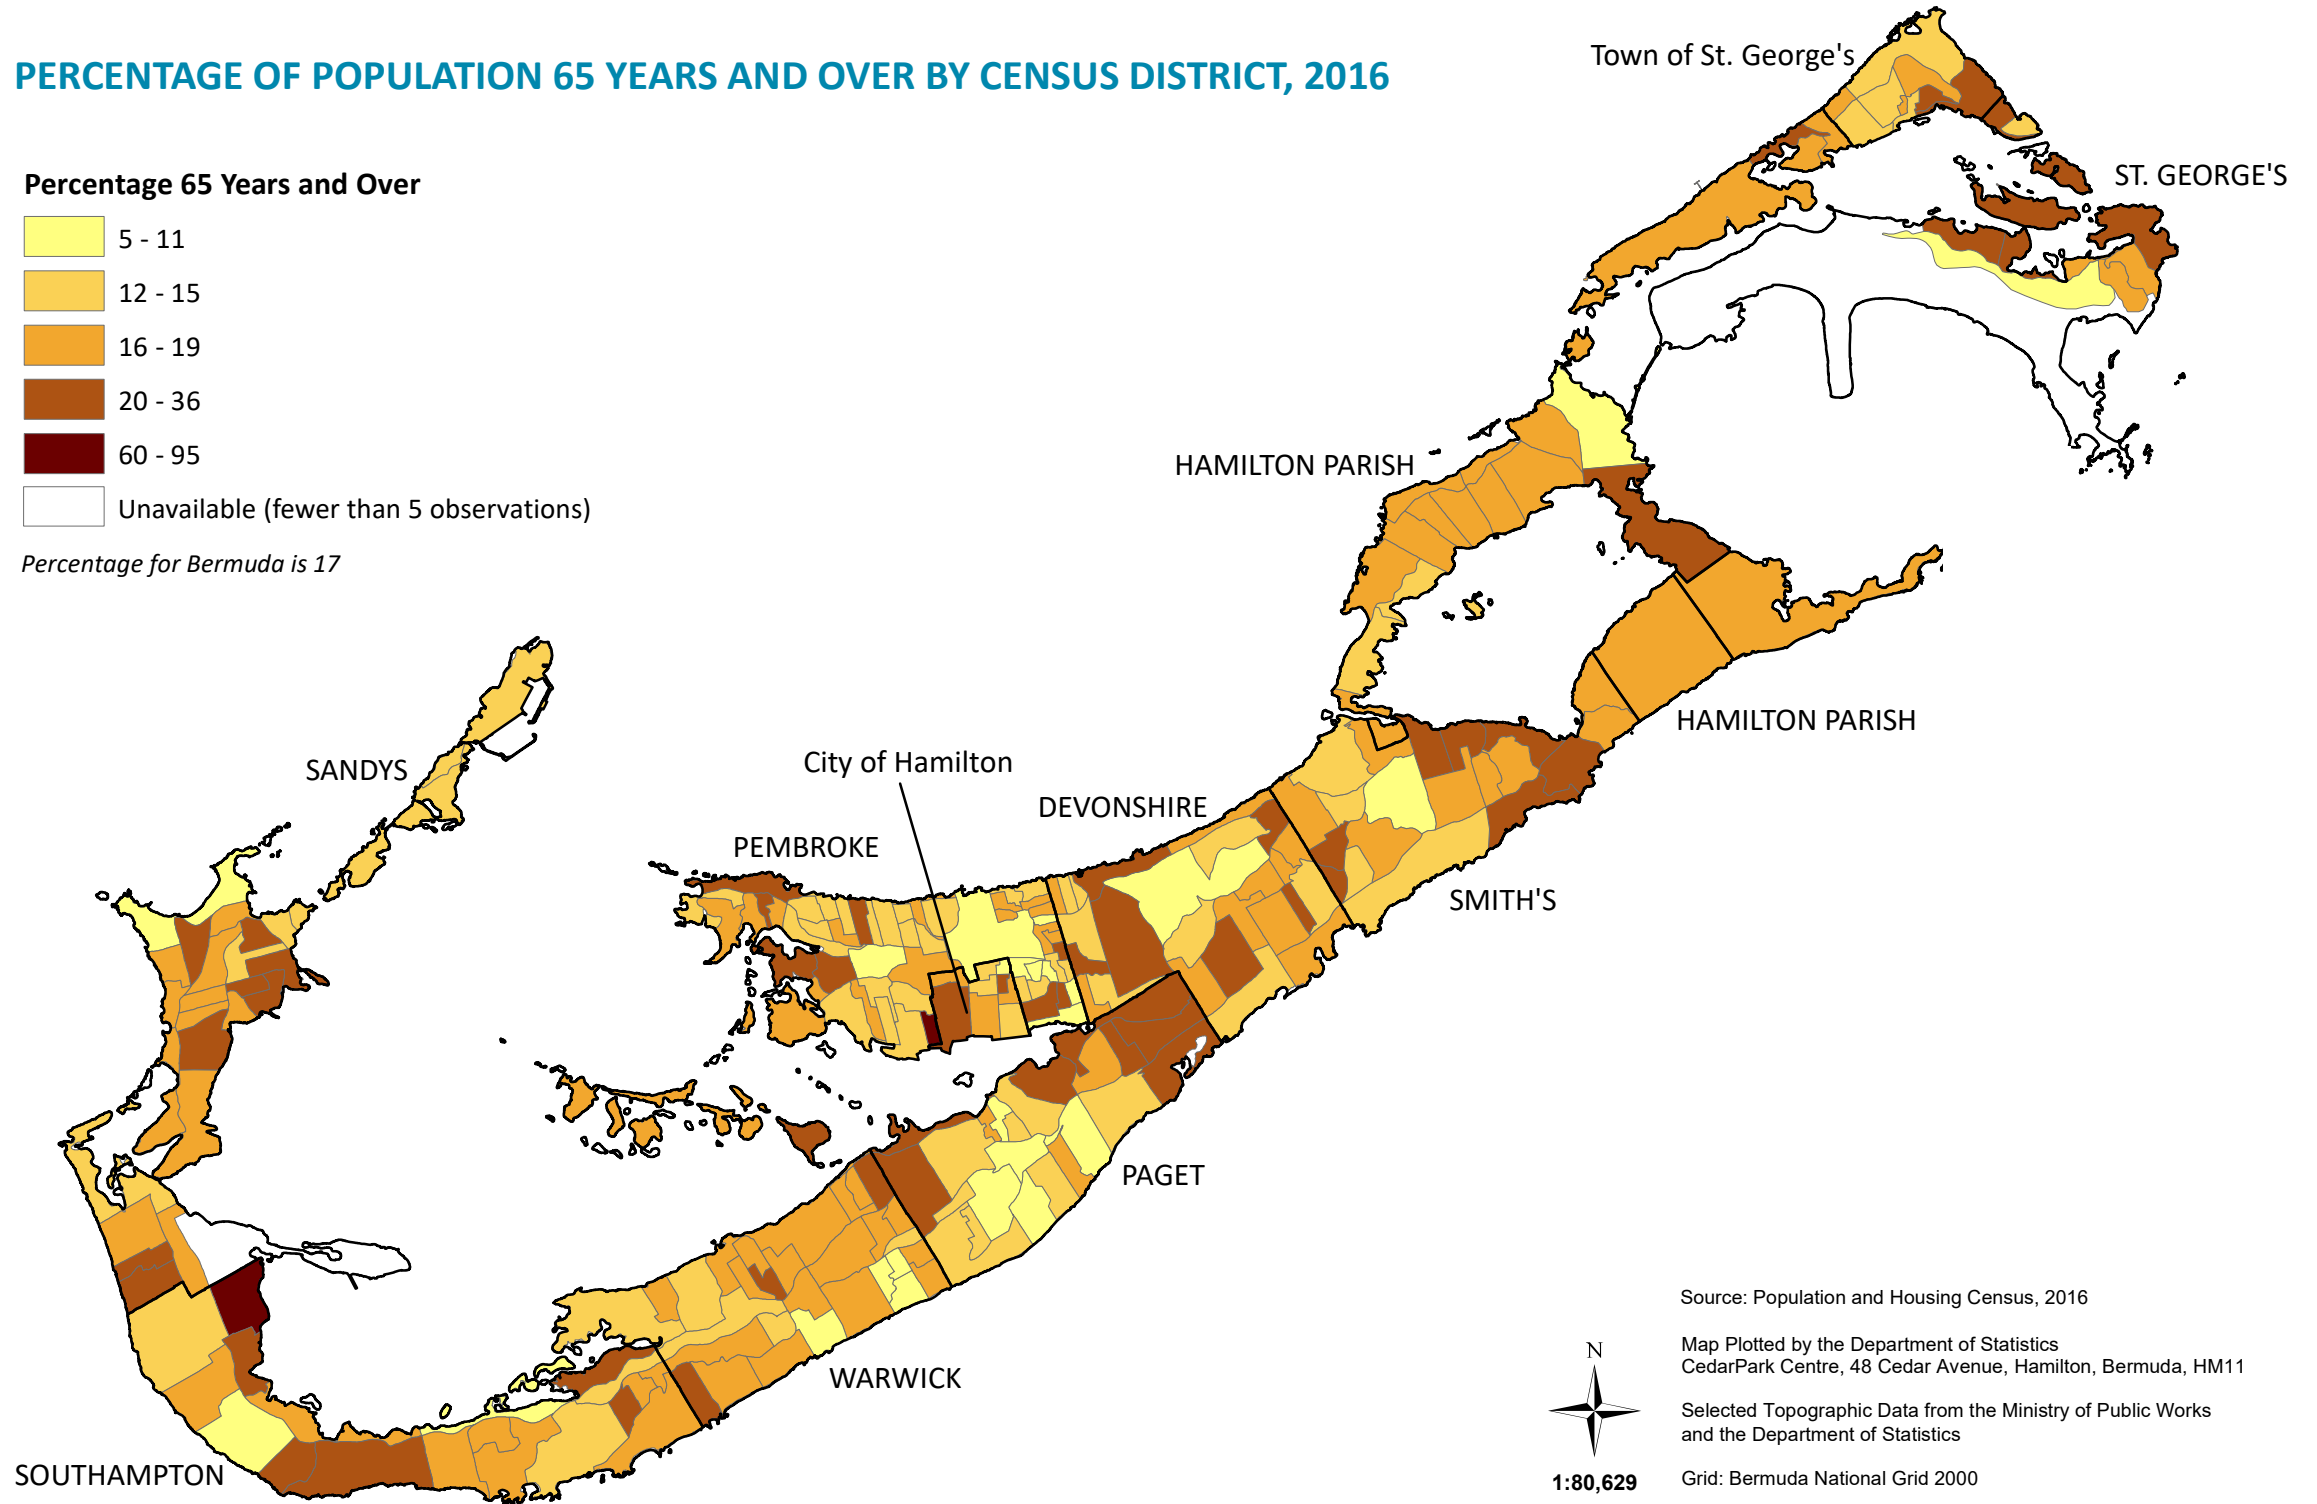 PERCENTAGE OF POPULATION 65 YEARS AND OVER BY CENSUS DISTRICT, 2016
Percentage 65 Years and Over
5 - 11
12 - 15
16 - 19
20 - 36
60 - 95
Unavailable (fewer than 5 observations)
Percentage for Bermuda is 17
Town of St. George's
ST. GEORGE'S
HAMILTON PARISH
HAMILTON PARISH
SANDYS
City of Hamilton
DEVONSHIRE
PEMBROKE
SMITH'S
PAGET
WARWICK
SOUTHAMPTON
Source: Population and Housing Census, 2016
Map Plotted by the Department of Statistics
CedarPark Centre, 48 Cedar Avenue, Hamilton, Bermuda, HM11
Selected Topographic Data from the Ministry of Public Works
and the Department of Statistics
Grid: Bermuda National Grid 2000
N
1:80,629